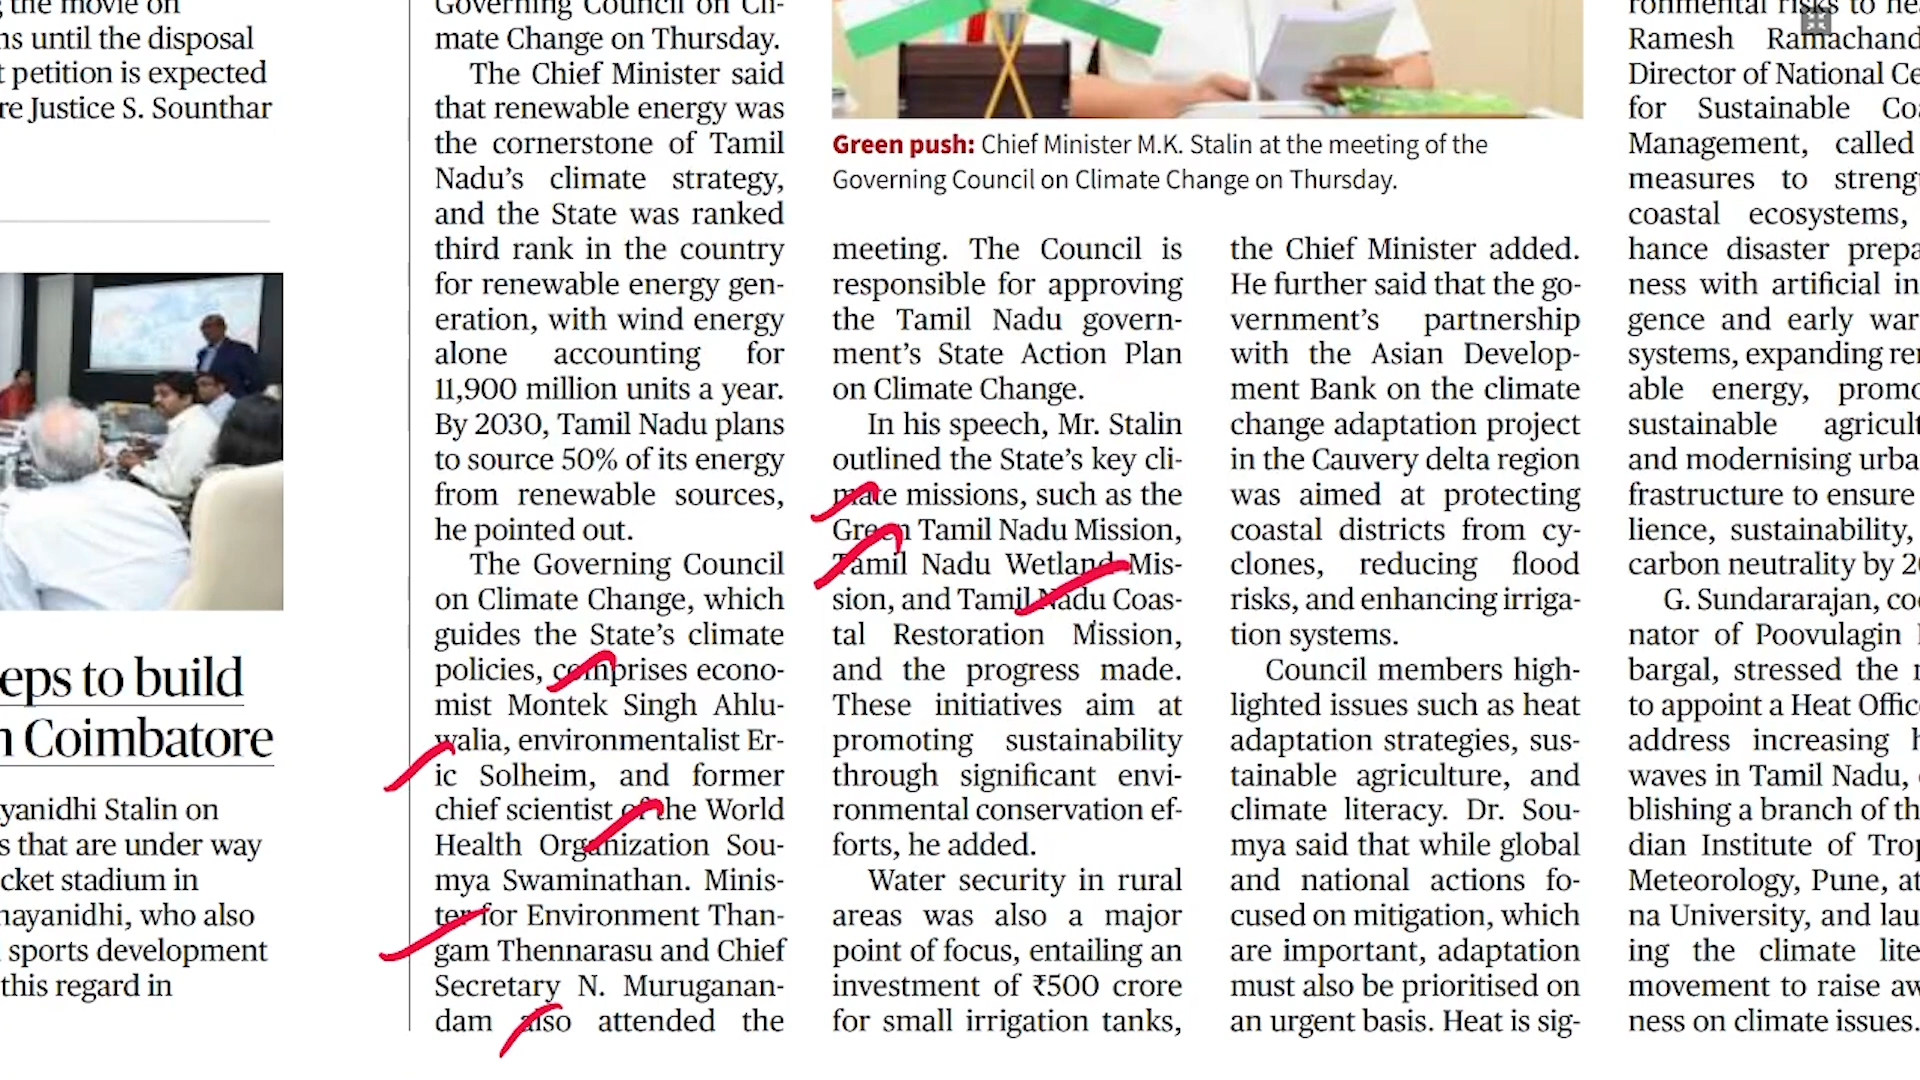 the movie on
ns until the disposal
t petition is expected
re Justice S. Sounthar
eps to build
n Coimbatore
ayanidhi Stalin on
s that are under way
cket stadium in
hayanidhi, who also
sports development
this regard in
Governing Council on Cli-
mate Change on Thursday.
The Chief Minister said
that renewable energy was
the cornerstone of Tamil
Nadu’s climate strategy,
and the State was ranked
third rank in the country
for renewable energy gen-
eration, with wind energy
alone accounting for
11,900 million units a year.
By 2030, Tamil Nadu plans
to source 50% of its energy
from renewable sources,
he pointed out.
The Governing Council
on Climate Change, which
guides the State’s climate
policies, comprises econo-
mist Montek Singh Ahlu-
walia, environmentalist Er-
ic Solheim, and former
chief scientist of the World
Health Organization Sou-
mya Swaminathan. Minis-
ter for Environment Than-
gam Thennarasu and Chief
Secretary N. Murugan­an-
dam also attended the
Green push: Chief Minister M.K. Stalin at the meeting of the
Governing Council on Climate Change on Thursday.
meeting. The Council is
responsible for approving
the Tamil Nadu govern-
ment’s State Action Plan
on Climate Change.
In his speech, Mr. Stalin
outlined the State’s key cli-
mate missions, such as the
Green Tamil Nadu Mission,
Tamil Nadu Wetland Mis-
sion, and Tamil Nadu Coas-
tal Restoration Mission,
and the progress made.
These initiatives aim at
promoting sustainability
through significant envi-
ronmental conservation ef-
forts, he added.
Water security in rural
areas was also a major
point of focus, entailing an
investment of ₹500 crore
for small irrigation tanks,
the Chief Minister added.
He further said that the go-
vernment’s partnership
with the Asian Develop-
ment Bank on the climate
change adaptation project
in the Cauvery delta region
was aimed at protecting
coastal districts from cy-
clones, reducing flood
risks, and enhancing irriga-
tion systems.
Council members high-
lighted issues such as heat
adaptation strategies, sus-
tainable agriculture, and
climate literacy. Dr. Sou-
mya said that while global
and national actions fo-
cused on mitigation, which
are important, adaptation
must also be prioritised on
an urgent basis. Heat is sig-
ronmental risks to he
Ramesh Ramachand
Director of National Ce
for Sustainable Coa
Management, called
measures to strengt
coastal ecosystems,
hance disaster prepa
ness with artificial in
gence and early war
systems, expanding ren
able energy, promo
sustainable agricult
and modernising urba
frastructure to ensure
lience, sustainability,
carbon neutrality by 20
G. Sundararajan, coo
nator of Poovulagin
bargal, stressed the
to appoint a Heat Office
address increasing h
waves in Tamil Nadu,
blishing a branch of th
dian Institute of Trop
Meteorology, Pune, at
na University, and lau
ing the climate lite
movement to raise aw
ness on climate issues.